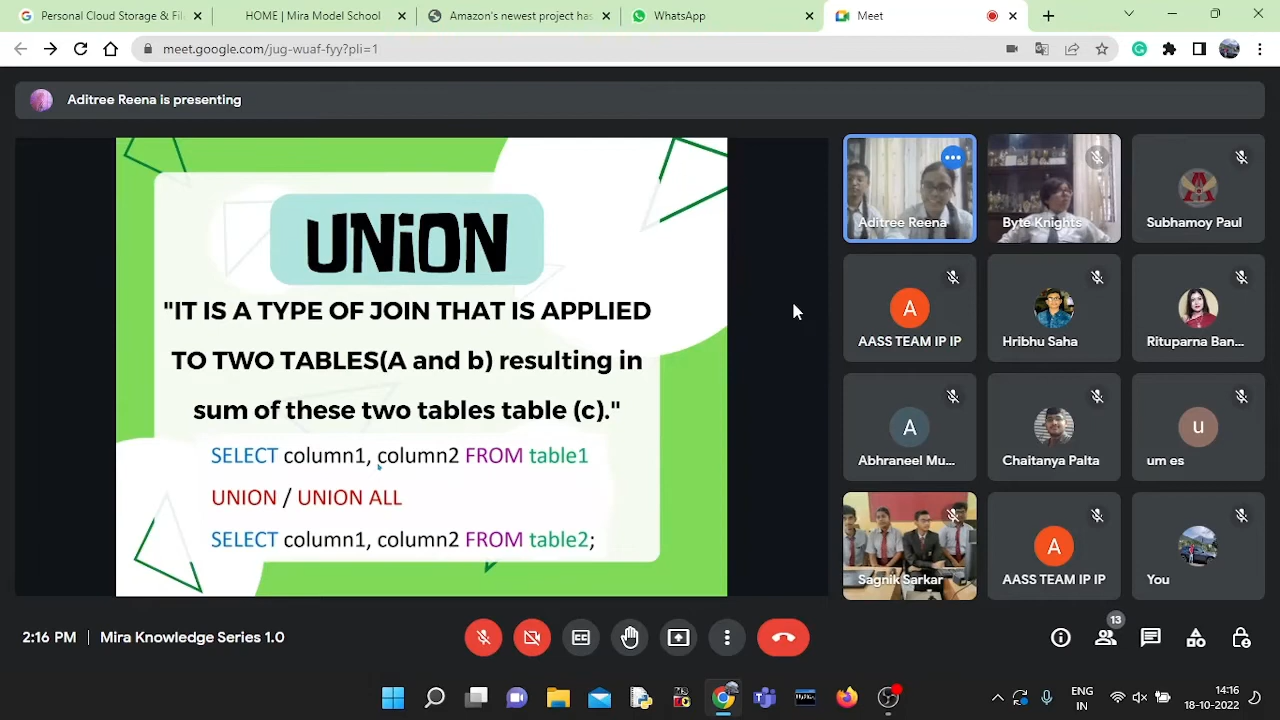 Personal Cloud Storage & Fil
HOME | Mira Model School
Amazon's newest project has
WhatsApp
Meet
meet.google.com/jug-wuaf-fyy?pli=1
Aditree Reena is presenting
UNiON
"IT IS A TYPE OF JOIN THAT IS APPLIED
TO TWO TABLES(A and b) resulting in
sum of these two tables table (c)."
SELECT column1, column2 FROM table1
UNION / UNION ALL
SELECT column1, column2 FROM table2;
Aditree Reena
Byte Knights
Subhamoy Paul
A
AASS TEAM IP IP
Hribhu Saha
Rituparna Ban...
A
Abhraneel Mu...
Chaitanya Palta
u
um es
Sagnik Sarkar
A
AASS TEAM IP IP
You
2:16 PM | Mira Knowledge Series 1.0
CC
13
ENG
IN
14:16
18-10-2022